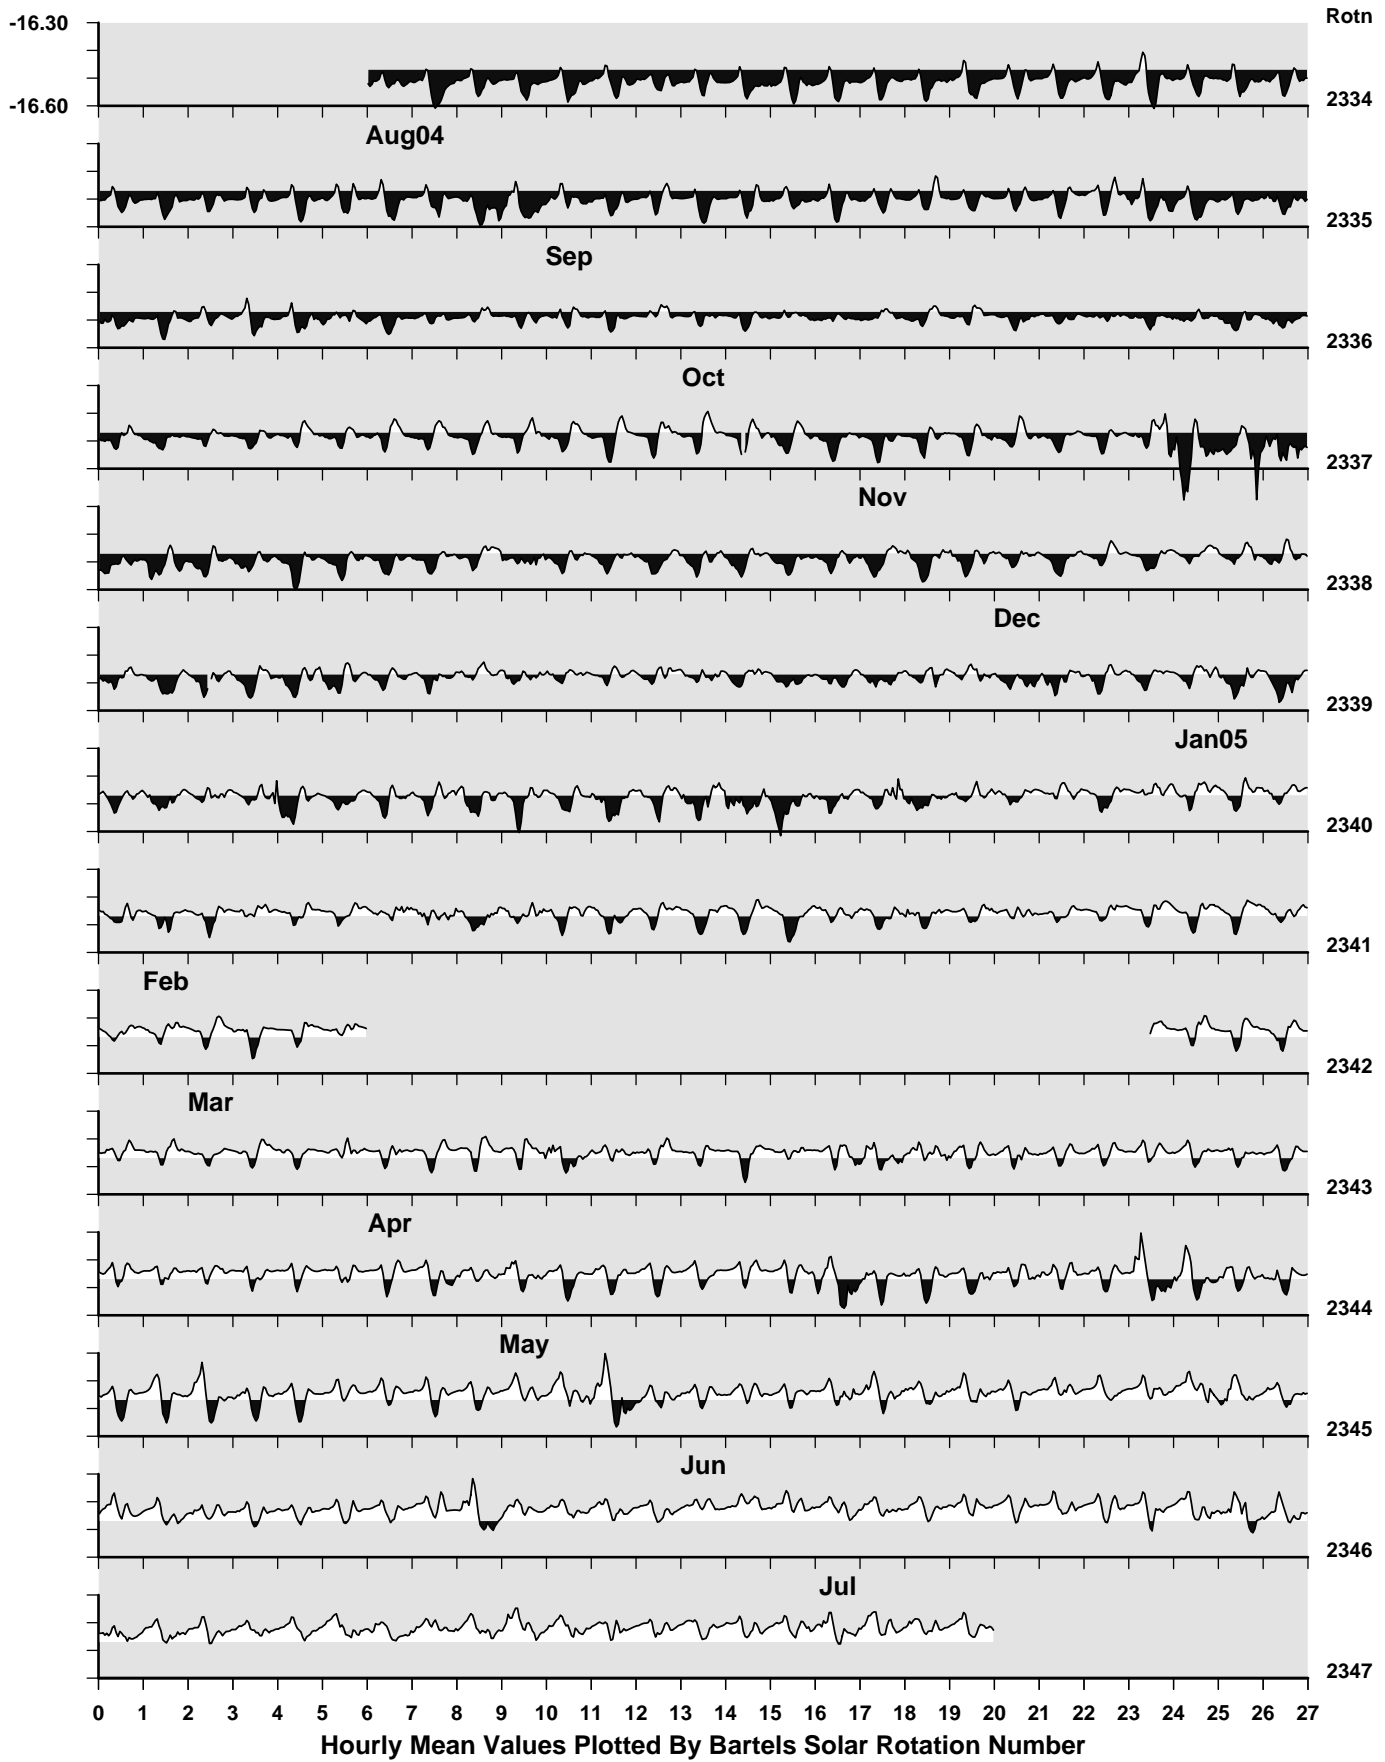 -16.30
Rotn
-16.60
2334
Aug04
2335
Sep
2336
Oct
2337
Nov
2338
Dec
2339
Jan05
2340
2341
Feb
2342
Mar
2343
Apr
2344
May
2345
Jun
2346
Jul
2347
0 1 2 3 4 5 6 7 8 9 10 11 12 13 14 15 16 17 18 19 20 21 22 23 24 25 26 27
Hourly Mean Values Plotted By Bartels Solar Rotation Number